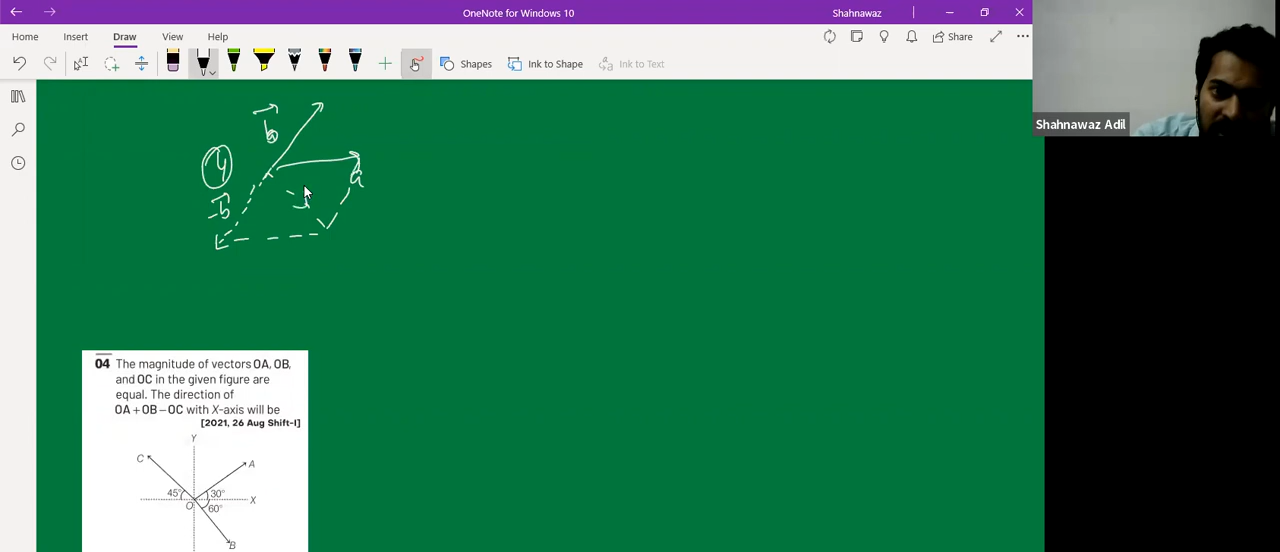 OneNote for Windows 10
Shahnawaz
Home Insert Draw View Help
Share
Shapes
Ink to Shape
Ink to Text
Shahnawaz Adil
b
4
a
-b
04 The magnitude of vectors OA, OB,
and OC in the given figure are
equal. The direction of
OA + OB – OC with X-axis will be
[2021, 26 Aug Shift-I]
Y
C
A
45°
30°
X
O
60°
B